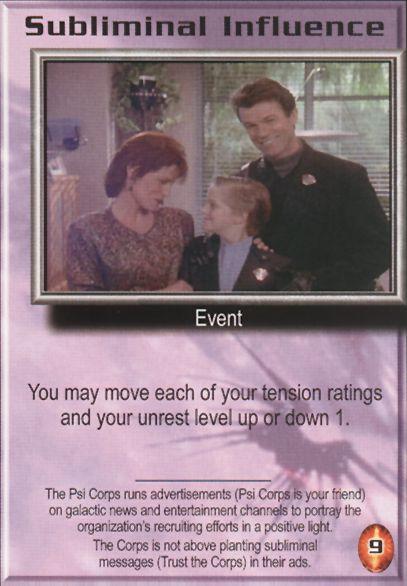 Subliminal Influence
Event
You may move each of your tension ratings
and your unrest level up or down 1.
The Psi Corps runs advertisements (Psi Corps is your friend)
on galactic news and entertainment channels to portray the
organization's recruiting efforts in a positive light.
The Corps is not above planting subliminal
messages (Trust the Corps) in their ads.
9